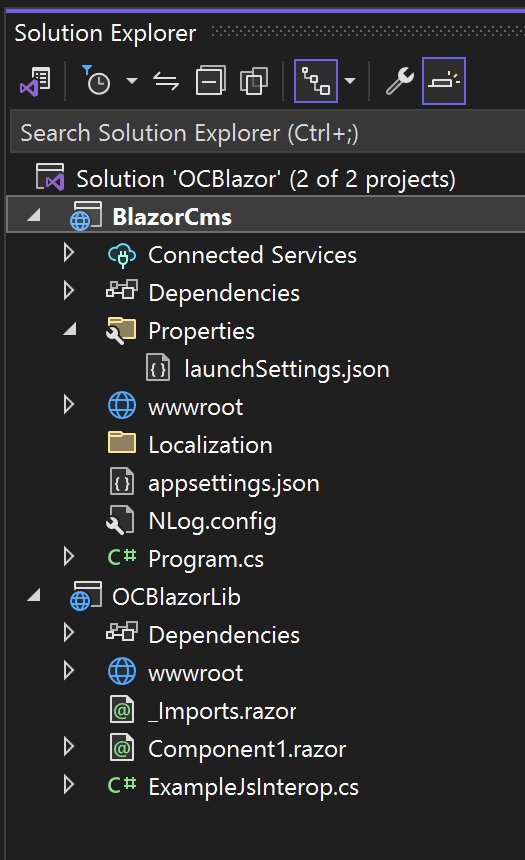 Solution Explorer
Search Solution Explorer (Ctrl+;)
Solution 'OCBlazor' (2 of 2 projects)
BlazorCms
Connected Services
Dependencies
Properties
launchSettings.json
wwwroot
Localization
appsettings.json
NLog.config
C# Program.cs
OCBlazorLib
Dependencies
wwwroot
_Imports.razor
Component1.razor
C# ExampleJsInterop.cs